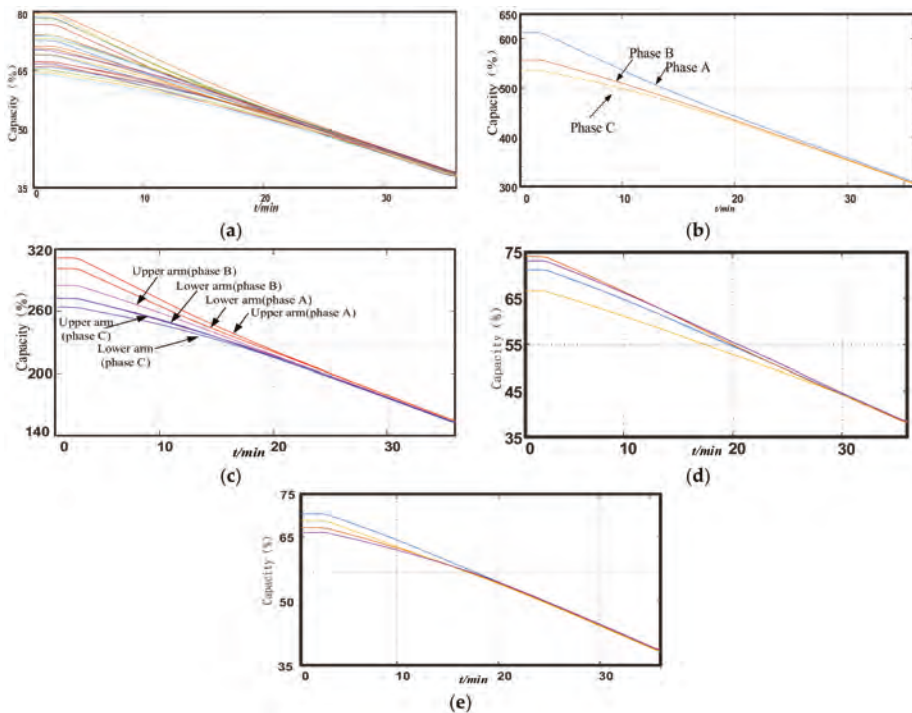 80
65
50
35
Capacity (%)
0 10 20 30
t/min
(a)
650
600
500
400
300
Capacity (%)
Phase B
Phase A
Phase C
0 10 20 30
t/min
(b)
320
260
200
140
Capacity (%)
Upper arm(phase B)
Lower arm(phase B)
Lower arm(phase A)
Upper arm(phase A)
Upper arm
(phase C)
Lower arm
(phase C)
0 10 20 30
t/min
(c)
75
65
55
45
35
Capacity (%)
0 10 20 30
t/min
(d)
75
65
50
35
Capacity (%)
0 10 20 30
t/min
(e)